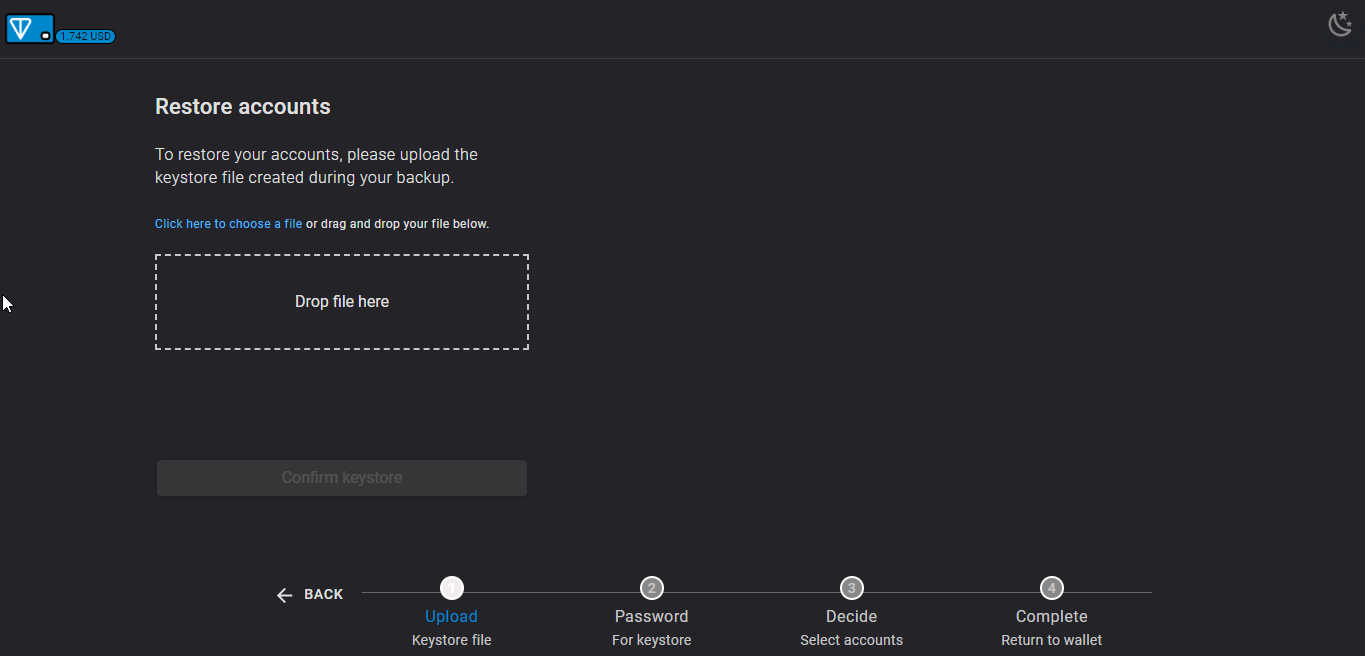 1.742 USD
Restore accounts
To restore your accounts, please upload the
keystore file created during your backup.
Click here to choose a file or drag and drop your file below.
Drop file here
Confirm keystore
BACK
1
2
3
4
Upload
Password
Decide
Complete
Keystore file
For keystore
Select accounts
Return to wallet